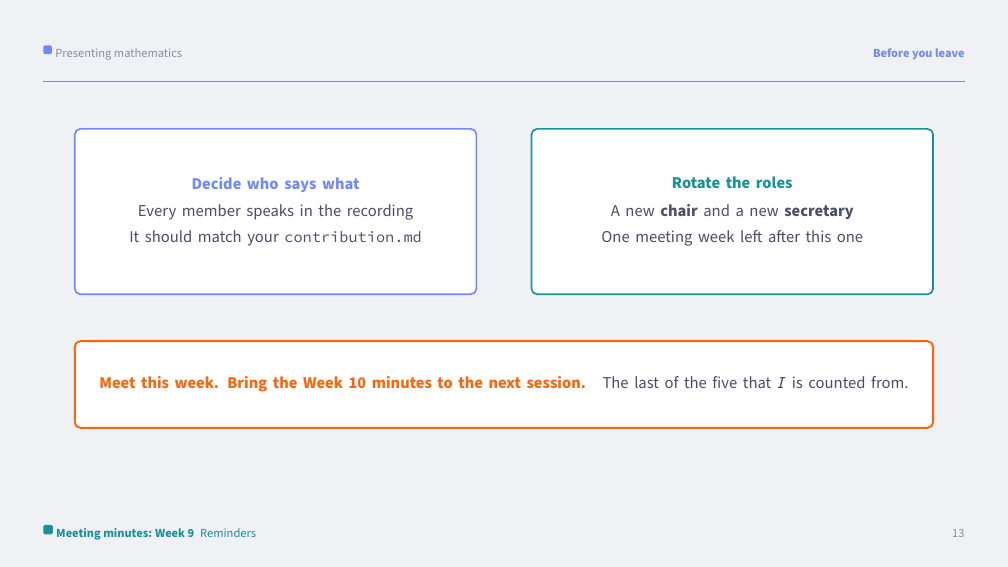 Presenting mathematics
Before you leave
Decide who says what
Every member speaks in the recording
It should match your contribution.md
Rotate the roles
A new chair and a new secretary
One meeting week left after this one
Meet this week. Bring the Week 10 minutes to the next session. The last of the five that I is counted from.
Meeting minutes: Week 9 Reminders
13